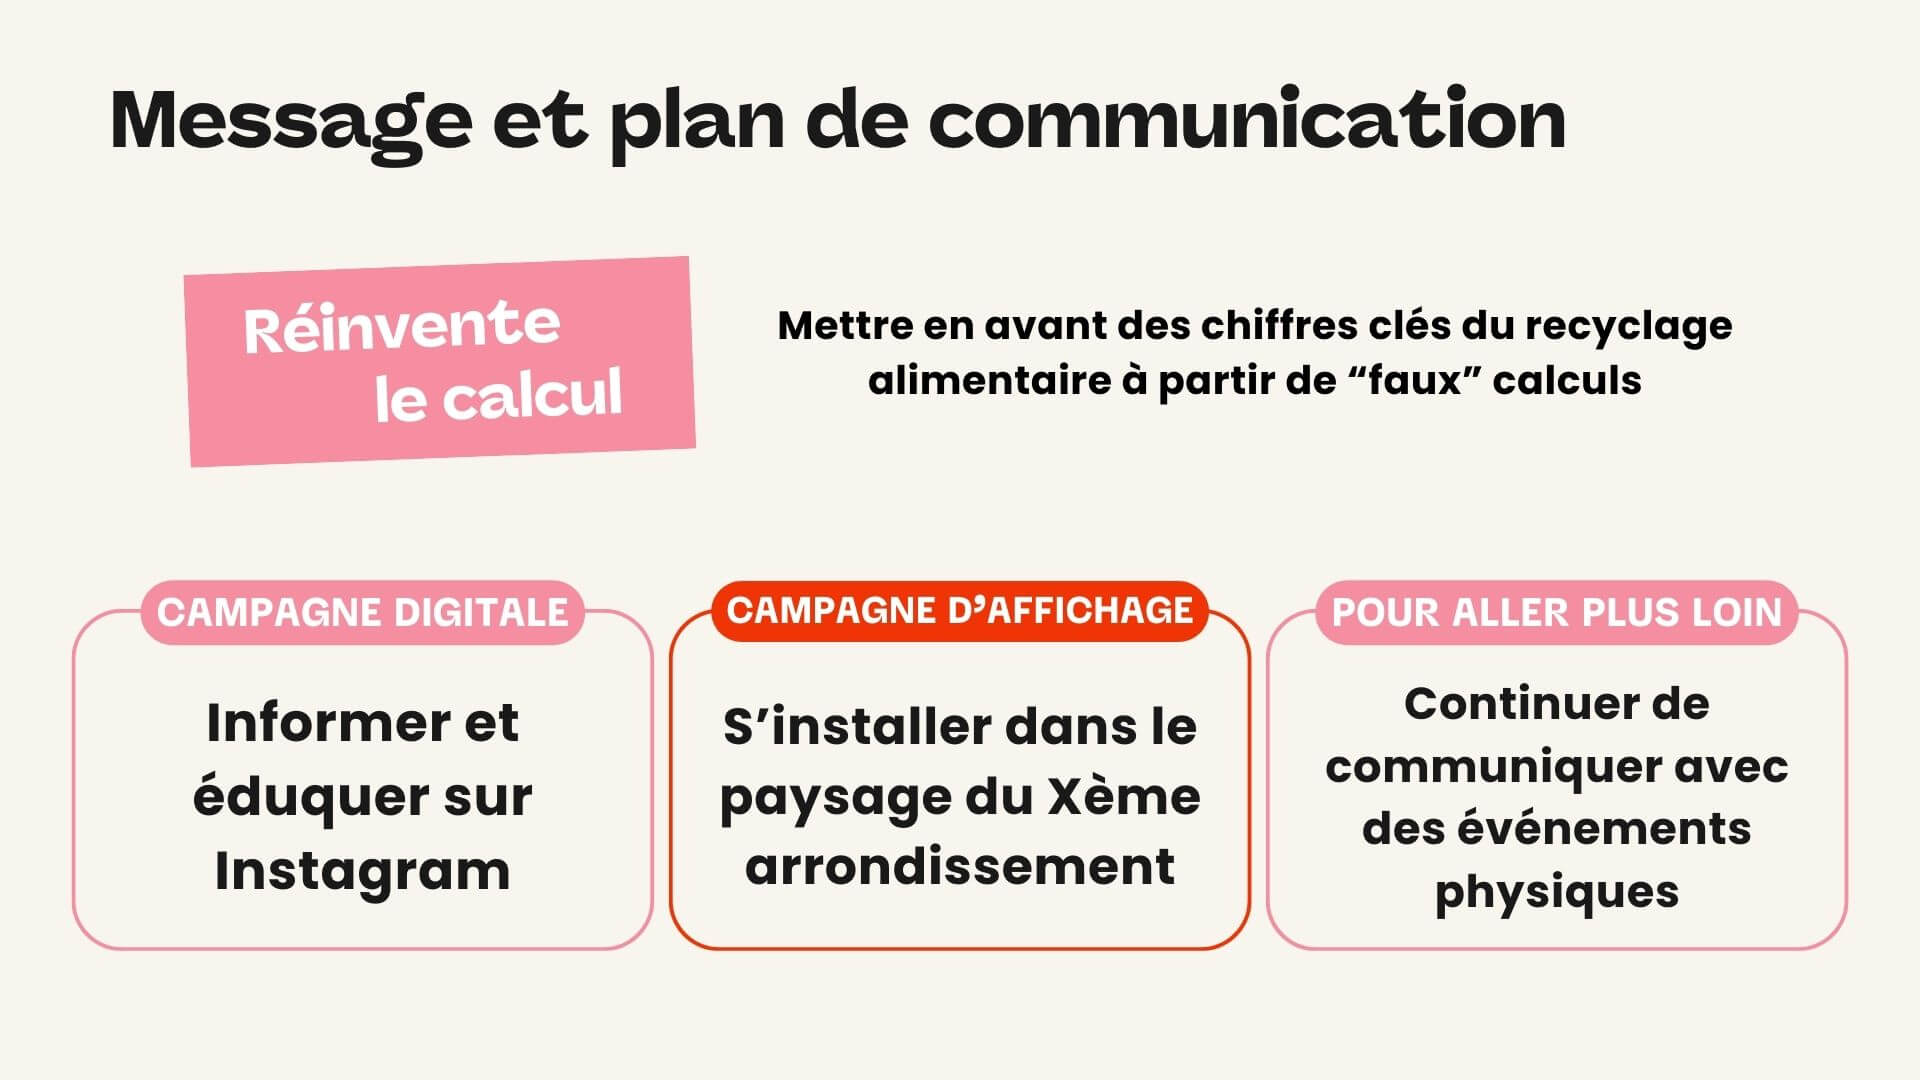 Message et plan de communication
Réinvente
le calcul
Mettre en avant des chiffres clés du recyclage
alimentaire à partir de “faux” calculs
CAMPAGNE DIGITALE
Informer et
éduquer sur
Instagram
CAMPAGNE D’AFFICHAGE
S’installer dans le
paysage du Xème
arrondissement
POUR ALLER PLUS LOIN
Continuer de
communiquer avec
des événements
physiques